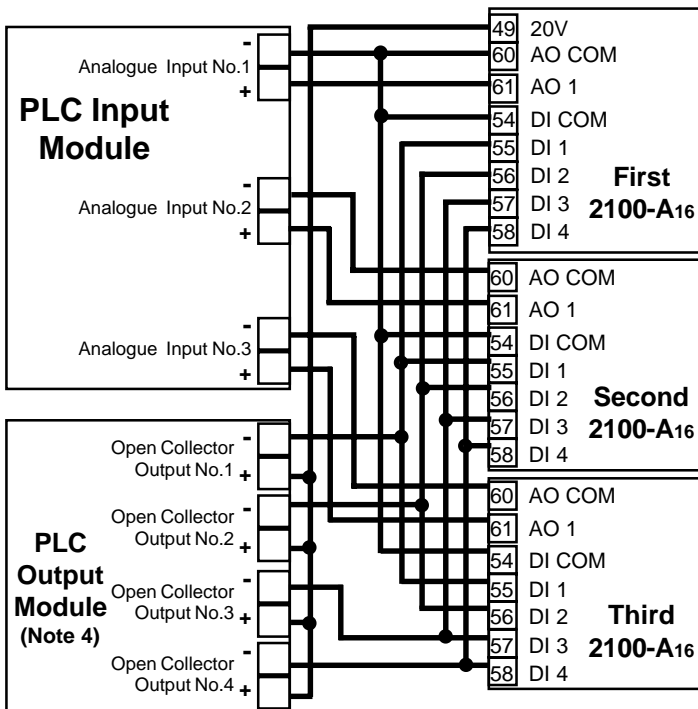 PLC Input
Module
-
Analogue Input No.1
+
-
Analogue Input No.2
+
-
Analogue Input No.3
+
PLC
Output
Module
(Note 4)
-
Open Collector
Output No.1
+
-
Open Collector
Output No.2
+
-
Open Collector
Output No.3
+
-
Open Collector
Output No.4
+
49 20V
60 AO COM
61 AO 1
54 DI COM
55 DI 1
56 DI 2
57 DI 3
58 DI 4
First
2100-A16
60 AO COM
61 AO 1
54 DI COM
55 DI 1
56 DI 2
57 DI 3
58 DI 4
Second
2100-A16
60 AO COM
61 AO 1
54 DI COM
55 DI 1
56 DI 2
57 DI 3
58 DI 4
Third
2100-A16